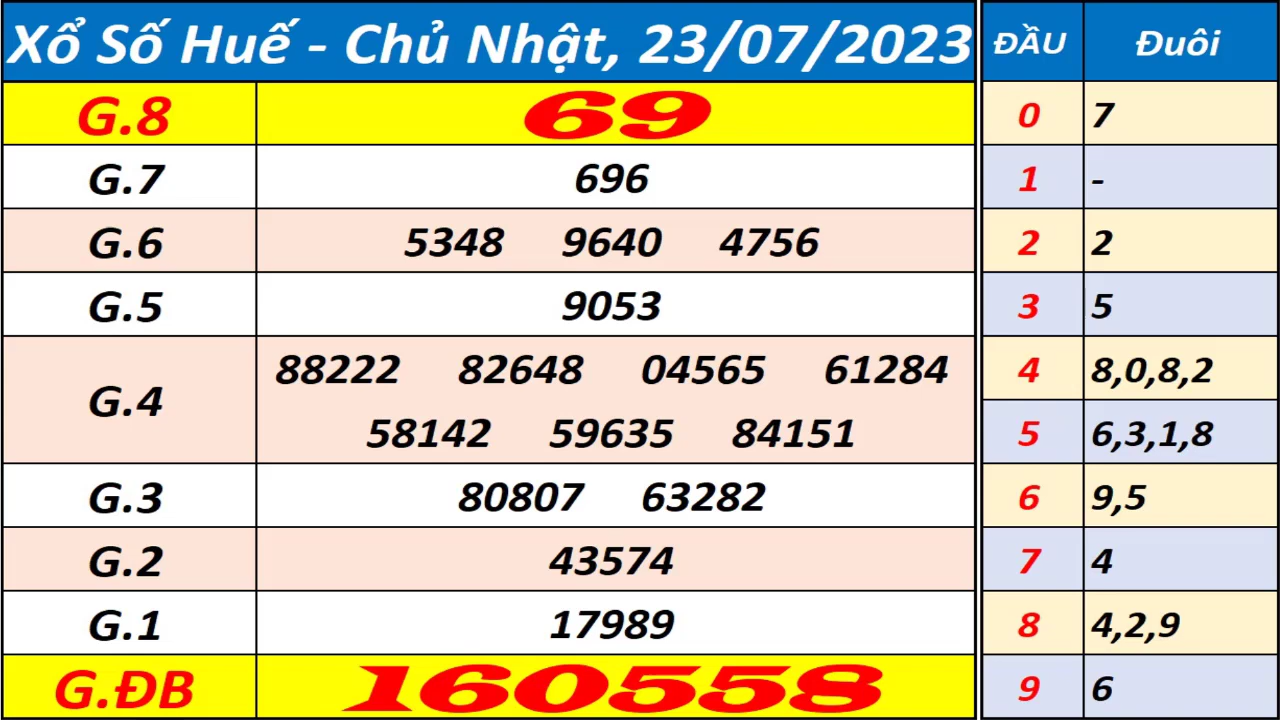 Xổ Số Huế - Chủ Nhật, 23/07/2023 ĐẦU Đuôi
G.8 69 0 7
G.7 696 1 -
G.6 5348 9640 4756 2 2
G.5 9053 3 5
88222 82648 04565 61284 4 8,0,8,2
G.4
58142 59635 84151 5 6,3,1,8
G.3 80807 63282 6 9,5
G.2 43574 7 4
G.1 17989 8 4,2,9
G.ĐB 160558 9 6